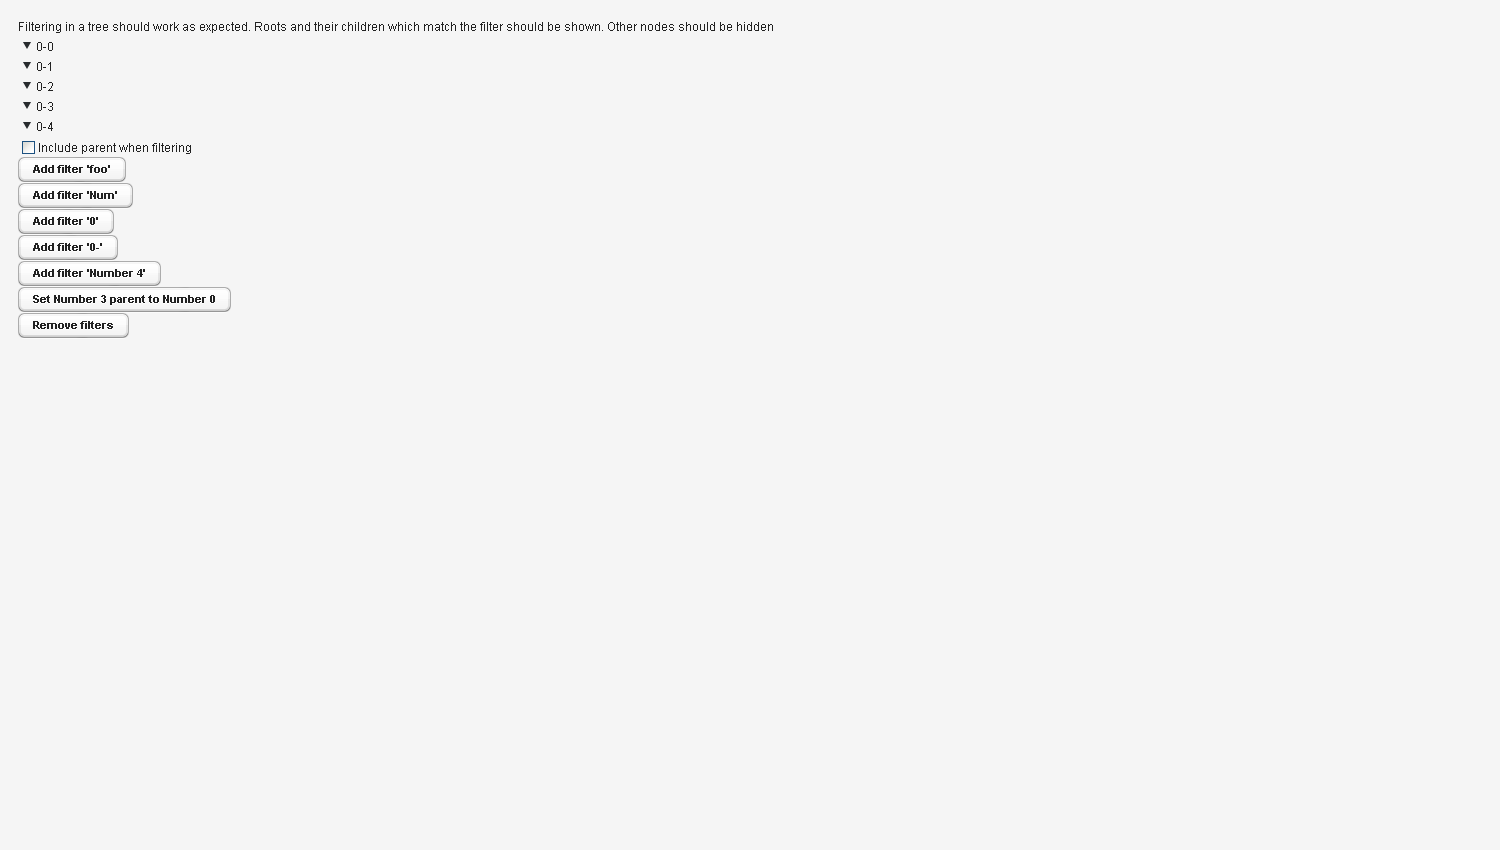 Filtering in a tree should work as expected. Roots and their children which match the filter should be shown. Other nodes should be hidden
0-0
0-1
0-2
0-3
0-4
Include parent when filtering
Add filter 'foo'
Add filter 'Num'
Add filter '0'
Add filter '0-'
Add filter 'Number 4'
Set Number 3 parent to Number 0
Remove filters